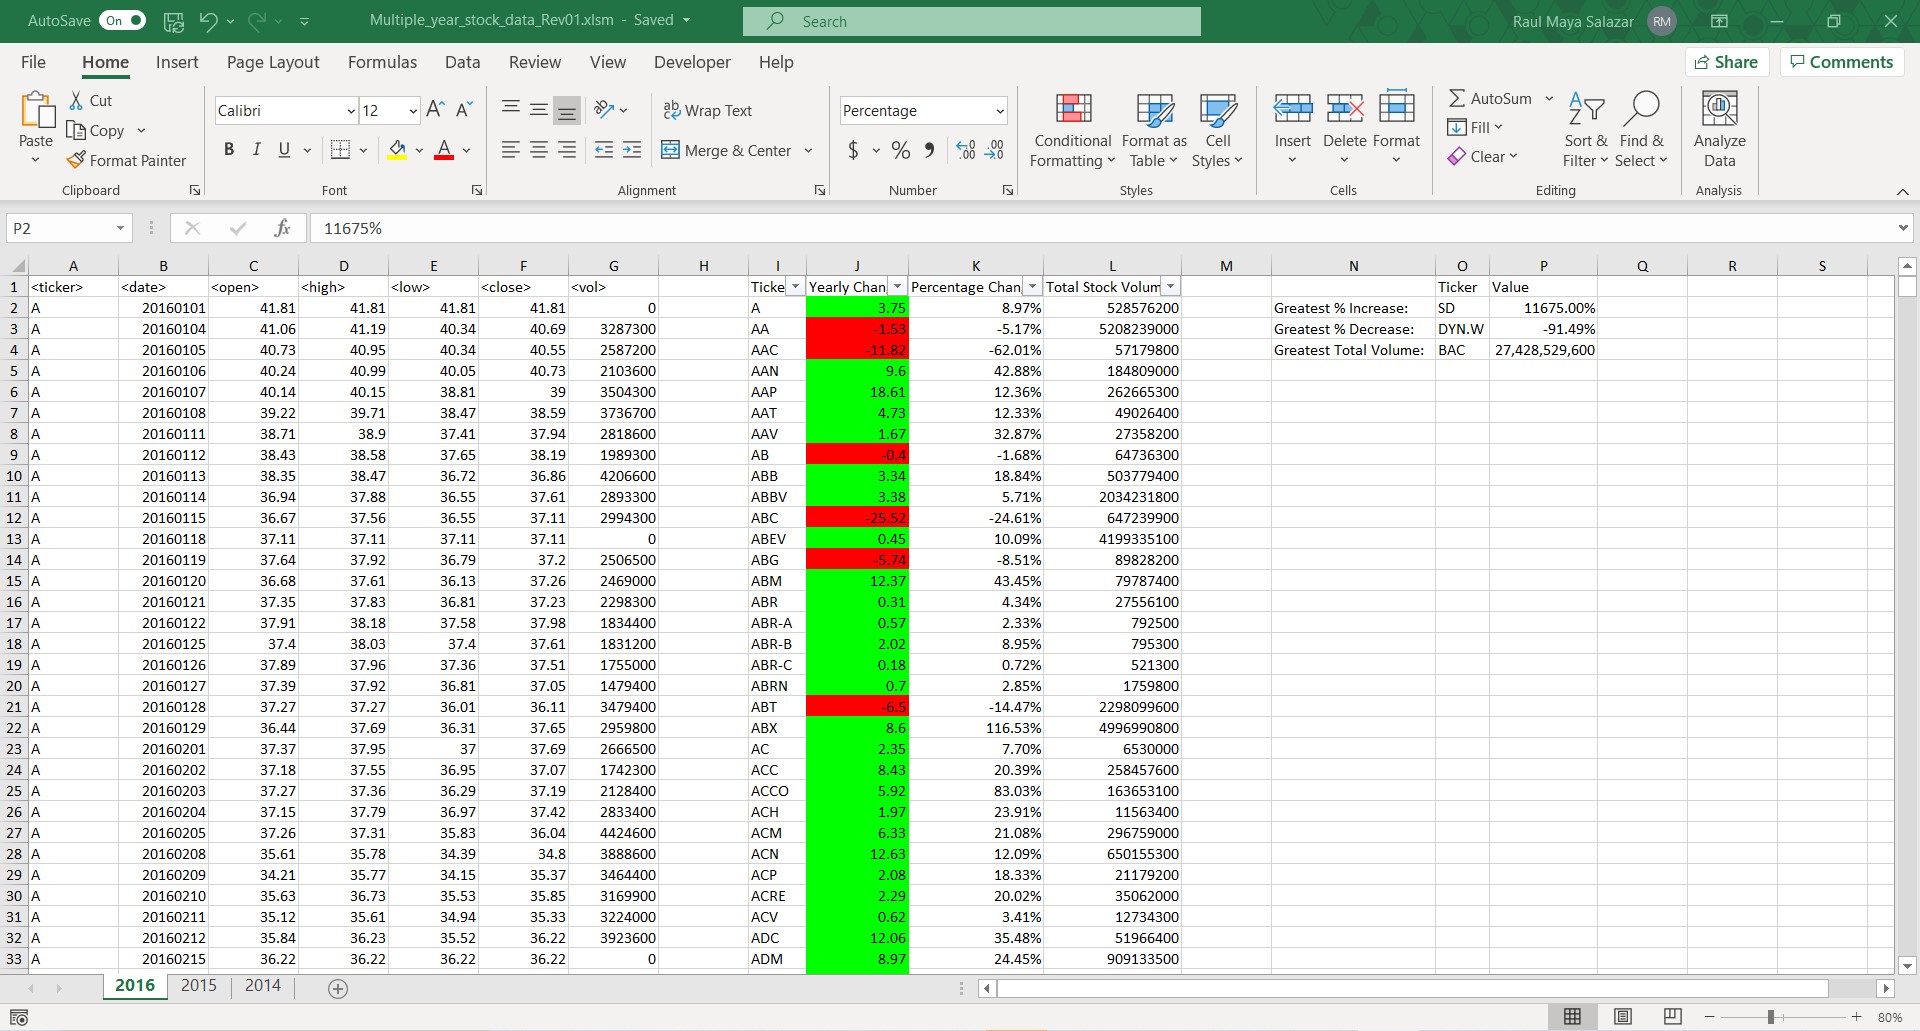 AutoSave On Multiple_year_stock_data_Rev01.xlsm - Saved Search Raul Maya Salazar RM
File Home Insert Page Layout Formulas Data Review View Developer Help Share Comments
Paste Cut Copy Format Painter Clipboard
Calibri 12 A A B I U A Font
ab Wrap Text Merge & Center Alignment
Percentage $ % 9 Number
Conditional Formatting Format as Table Cell Styles Styles
Insert Delete Format Cells
AutoSum Fill Clear Sort & Filter Find & Select Editing
Analyze Data Analysis
P2 fx 11675%
A B C D E F G H I J K L M N O P Q R S
1 <ticker> <date> <open> <high> <low> <close> <vol> Ticke Yearly Chan Percentage Chan Total Stock Volum Ticker Value
2 A 20160101 41.81 41.81 41.81 41.81 0 A 3.75 8.97% 528576200 Greatest % Increase: SD 11675.00%
3 A 20160104 41.06 41.19 40.34 40.69 3287300 AA -1.53 -5.17% 5208239000 Greatest % Decrease: DYN.W -91.49%
4 A 20160105 40.73 40.95 40.34 40.55 2587200 AAC -11.82 -62.01% 57179800 Greatest Total Volume: BAC 27,428,529,600
5 A 20160106 40.24 40.99 40.05 40.73 2103600 AAN 9.6 42.88% 184809000
6 A 20160107 40.14 40.15 38.81 39 3504300 AAP 18.61 12.36% 262665300
7 A 20160108 39.22 39.71 38.47 38.59 3736700 AAT 4.73 12.33% 49026400
8 A 20160111 38.71 38.9 37.41 37.94 2818600 AAV 1.67 32.87% 27358200
9 A 20160112 38.43 38.58 37.65 38.19 1989300 AB -0.4 -1.68% 64736300
10 A 20160113 38.35 38.47 36.72 36.86 4206600 ABB 3.34 18.84% 503779400
11 A 20160114 36.94 37.88 36.55 37.61 2893300 ABBV 3.38 5.71% 2034231800
12 A 20160115 36.67 37.56 36.55 37.11 2994300 ABC -25.52 -24.61% 647239900
13 A 20160118 37.11 37.11 37.11 37.11 0 ABEV 0.45 10.09% 4199335100
14 A 20160119 37.64 37.92 36.79 37.2 2506500 ABG -5.74 -8.51% 89828200
15 A 20160120 36.68 37.61 36.13 37.26 2469000 ABM 12.37 43.45% 79787400
16 A 20160121 37.35 37.83 36.81 37.23 2298300 ABR 0.31 4.34% 27556100
17 A 20160122 37.91 38.18 37.58 37.98 1834400 ABR-A 0.57 2.33% 792500
18 A 20160125 37.4 38.03 37.4 37.61 1831200 ABR-B 2.02 8.95% 795300
19 A 20160126 37.89 37.96 37.36 37.51 1755000 ABR-C 0.18 0.72% 521300
20 A 20160127 37.39 37.92 36.81 37.05 1479400 ABRN 0.7 2.85% 1759800
21 A 20160128 37.27 37.27 36.01 36.11 3479400 ABT -6.5 -14.47% 2298099600
22 A 20160129 36.44 37.69 36.31 37.65 2959800 ABX 8.6 116.53% 4996990800
23 A 20160201 37.37 37.95 37 37.69 2666500 AC 2.35 7.70% 6530000
24 A 20160202 37.18 37.55 36.95 37.07 1742300 ACC 8.43 20.39% 258457600
25 A 20160203 37.27 37.36 36.29 37.19 2128400 ACCO 5.92 83.03% 163653100
26 A 20160204 37.15 37.79 36.97 37.42 2833400 ACH 1.97 23.91% 11563400
27 A 20160205 37.26 37.31 35.83 36.04 4424600 ACM 6.33 21.08% 296759000
28 A 20160208 35.61 35.78 34.39 34.8 3888600 ACN 12.63 12.09% 650155300
29 A 20160209 34.21 35.77 34.15 35.37 3464400 ACP 2.08 18.33% 21179200
30 A 20160210 35.63 36.73 35.53 35.85 3169900 ACRE 2.29 20.02% 35062000
31 A 20160211 35.12 35.61 34.94 35.33 3224000 ACV 0.62 3.41% 12734300
32 A 20160212 35.84 36.23 35.52 36.22 3923600 ADC 12.06 35.48% 51966400
33 A 20160215 36.22 36.22 36.22 36.22 0 ADM 8.97 24.45% 909133500
2016 2015 2014
80%